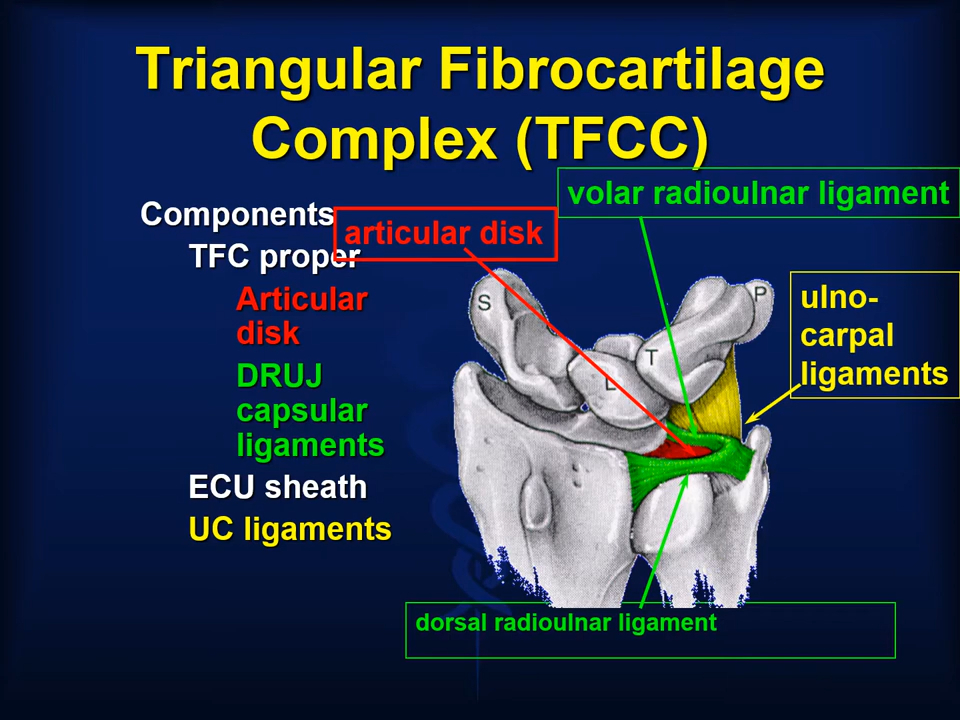 Triangular Fibrocartilage
Complex (TFCC)
volar radioulnar ligament
Components
articular disk
TFC proper
Articular
disk
DRUJ
capsular
ligaments
ECU sheath
UC ligaments
S
P
T
L
ulno-
carpal
ligaments
dorsal radioulnar ligament